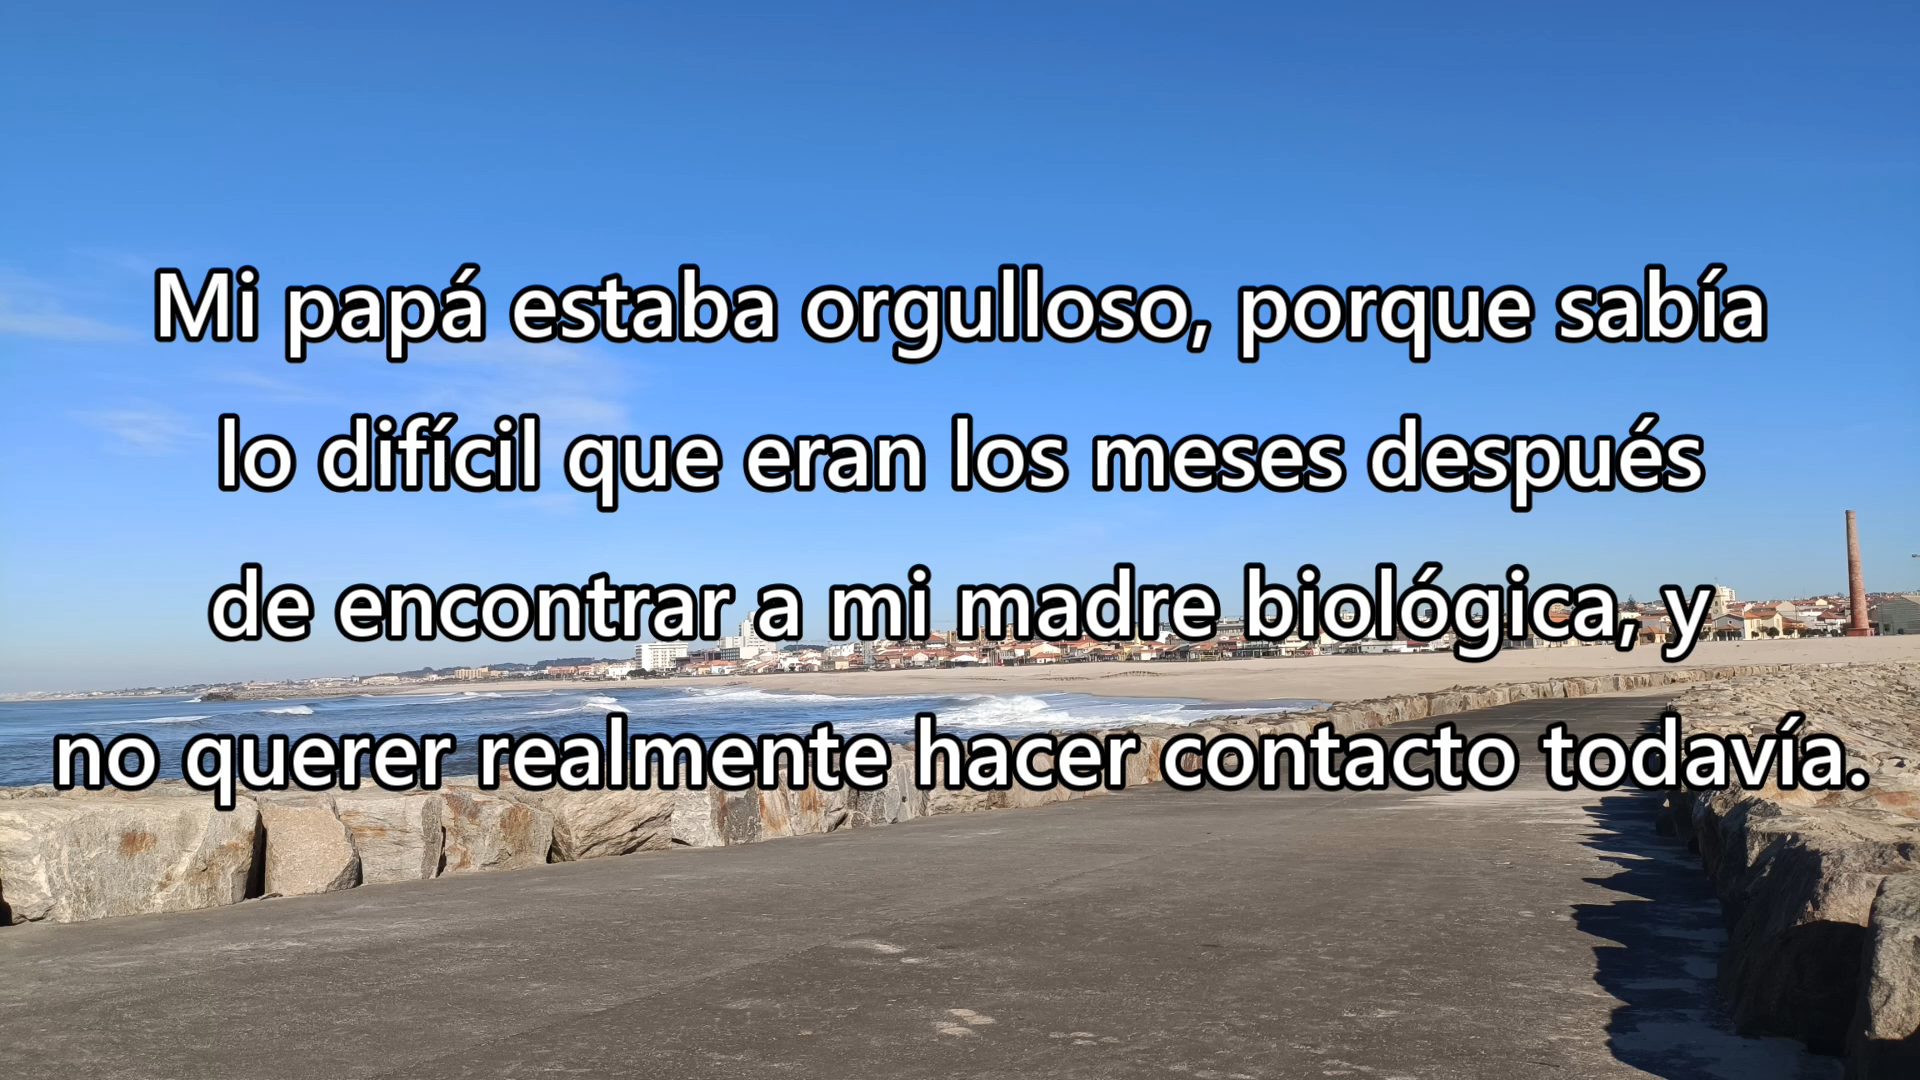 Mi papá estaba orgulloso, porque sabía
lo difícil que eran los meses después
de encontrar a mi madre biológica, y
no querer realmente hacer contacto todavía.